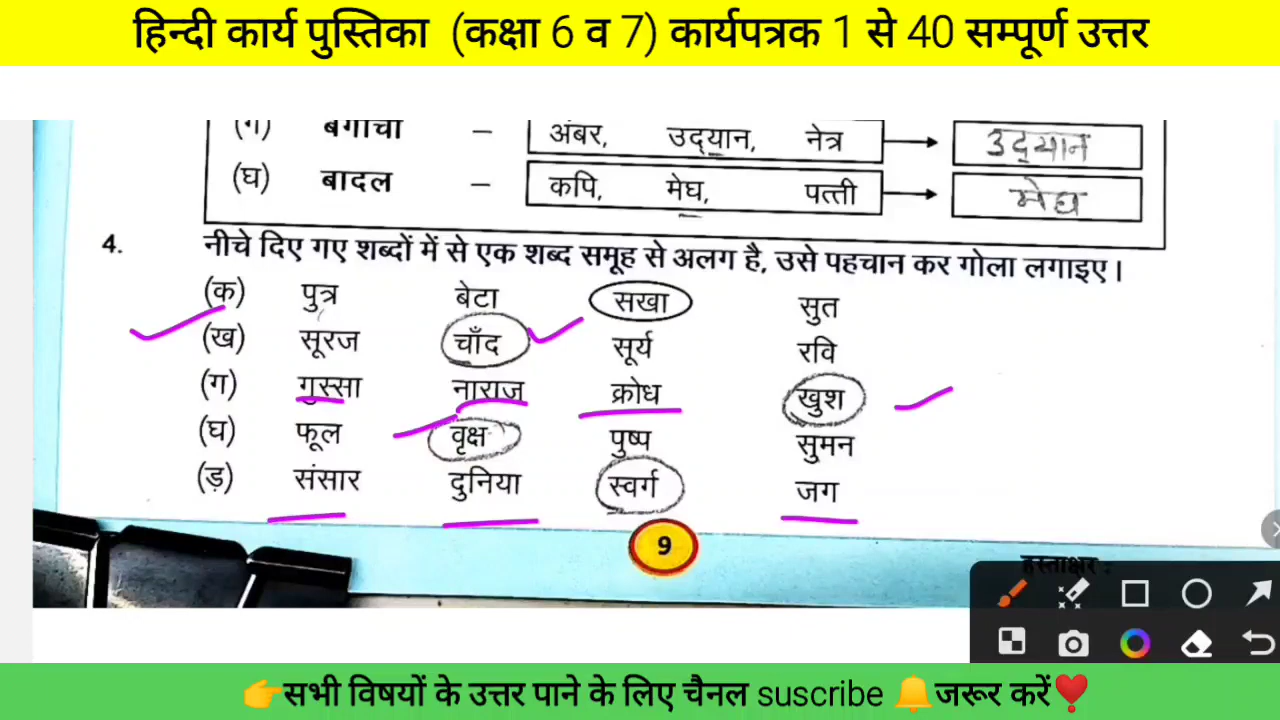 हिन्दी कार्य पुस्तिका (कक्षा 6 व 7) कार्यपत्रक 1 से 40 सम्पूर्ण उत्तर
(ग) बगीचा – अंबर, उद्यान, नेत्र → उद्यान
(घ) बादल – कपि, मेघ, पत्ती → मेघ
4. नीचे दिए गए शब्दों में से एक शब्द समूह से अलग है, उसे पहचान कर गोला लगाइए।
(क) पुत्र बेटा सखा सुत
(ख) सूरज चाँद सूर्य रवि
(ग) गुस्सा नाराज क्रोध खुश
(घ) फूल वृक्ष पुष्प सुमन
(ड़) संसार दुनिया स्वर्ग जग
9
हस्ताक्षर :
👉सभी विषयों के उत्तर पाने के लिए चैनल suscribe 🔔जरूर करें❣️